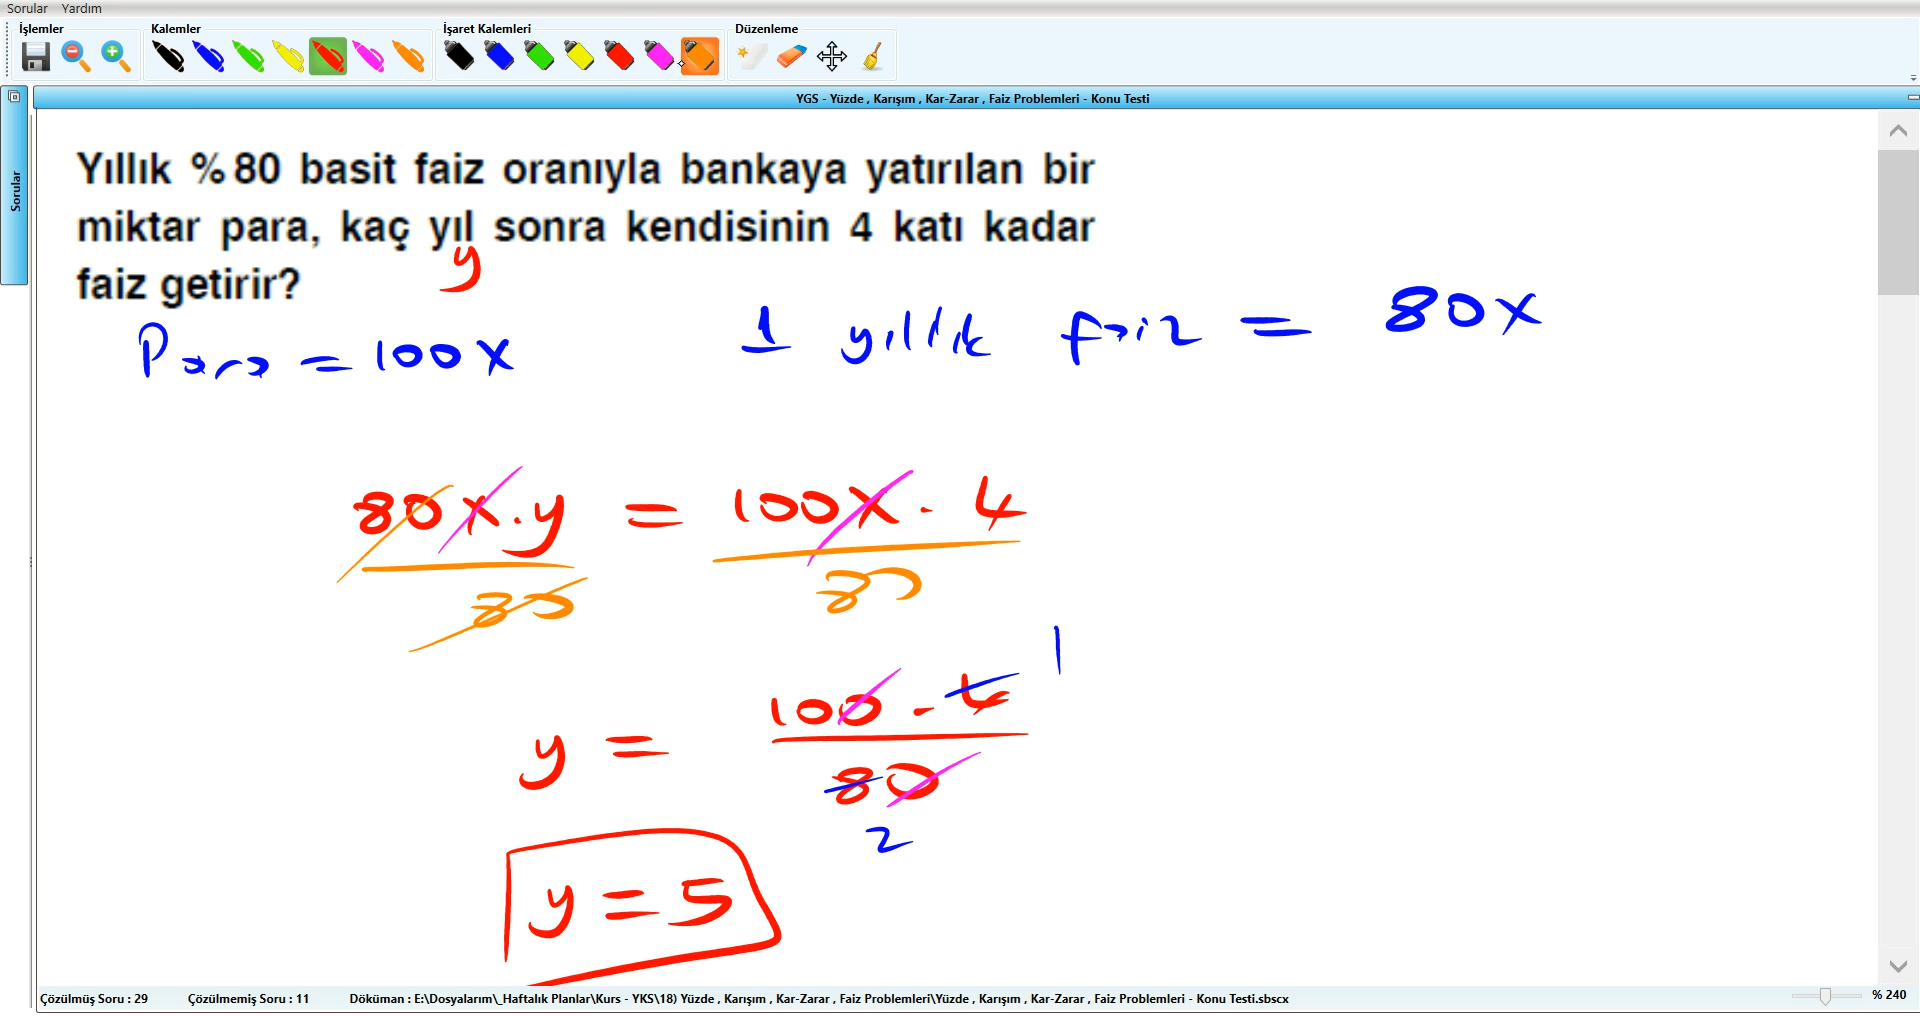 Sorular Yardım
İşlemler Kalemler İşaret Kalemleri Düzenleme
YGS - Yüzde , Karışım , Kar-Zarar , Faiz Problemleri - Konu Testi
Sorular
Yıllık %80 basit faiz oranıyla bankaya yatırılan bir
miktar para, kaç yıl sonra kendisinin 4 katı kadar
faiz getirir?
y
Para = 100x
1 yıllık faiz = 80x
80x.y = 100x. 4
80 80
y = 100 . 4 / 80
1
2
y = 5
Çözülmüş Soru : 29 Çözülmemiş Soru : 11 Döküman : E:\Dosyalarım\_Haftalık Planlar\Kurs - YKS\18) Yüzde , Karışım , Kar-Zarar , Faiz Problemleri\Yüzde , Karışım , Kar-Zarar , Faiz Problemleri - Konu Testi.sbscx % 240